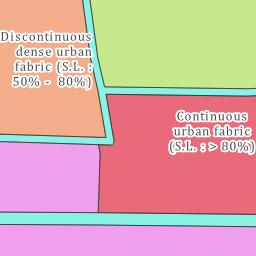 Discontinuous
dense urban
fabric (S.L. :
50% - 80%)
Continuous
urban fabric
(S.L. : > 80%)